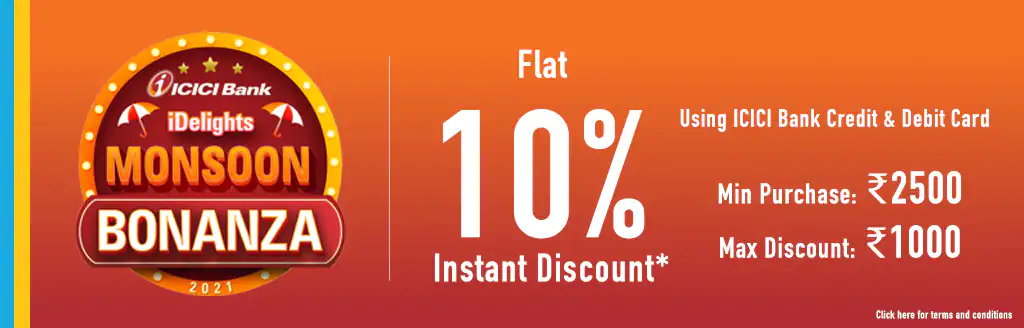 ICICI Bank
iDelights
MONSOON
BONANZA
2021
Flat
10%
Instant Discount*
Using ICICI Bank Credit & Debit Card
Min Purchase: ₹2500
Max Discount: ₹1000
Click here for terms and conditions